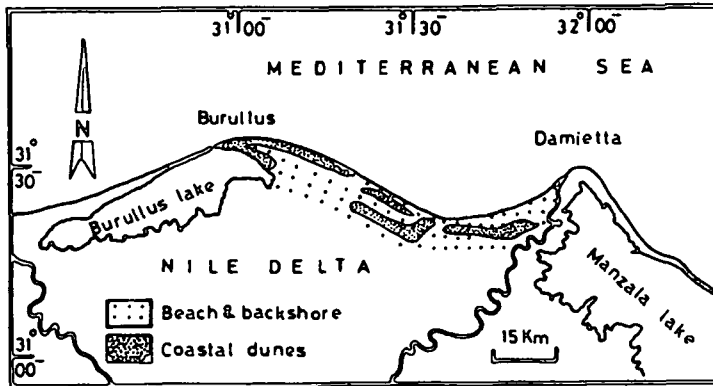 31° 00′
31° 30′
32° 00′
MEDITERRANEAN SEA
N
Burullus
Damietta
31° 30′
Burullus lake
NILE DELTA
Manzala lake
Beach & backshore
Coastal dunes
15 Km
31° 00′